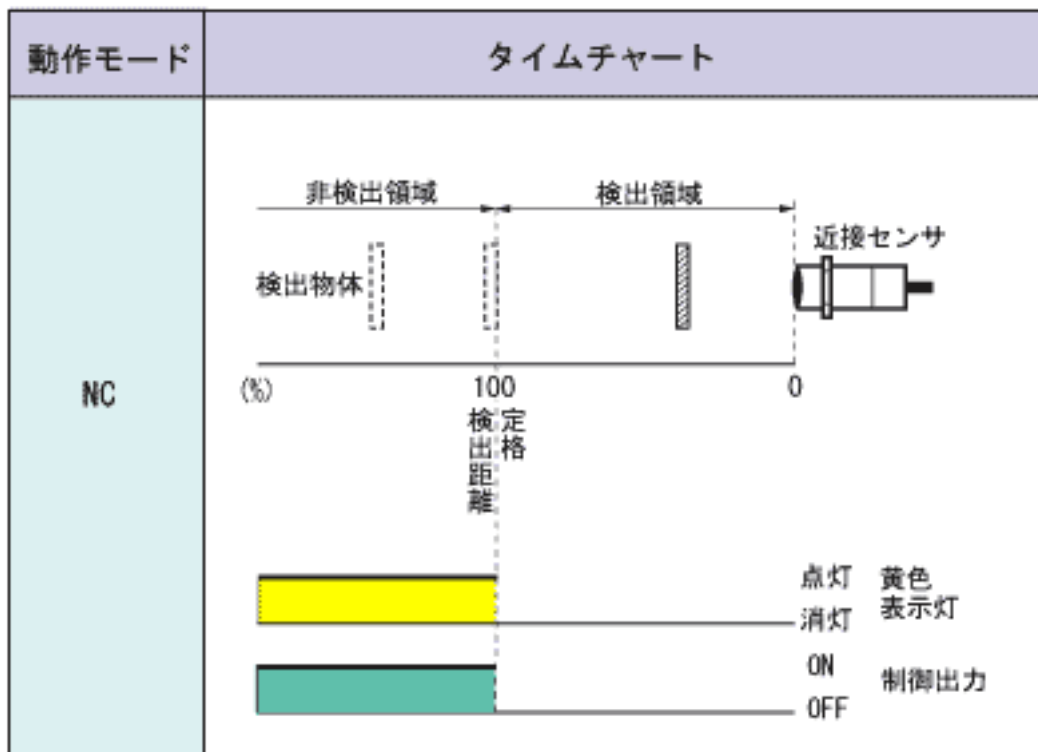 動作モード
タイムチャート
NC
非検出領域
検出領域
近接センサ
検出物体
(%)
100
0
定格
検出距離
点灯
消灯
黄色
表示灯
ON
OFF
制御出力